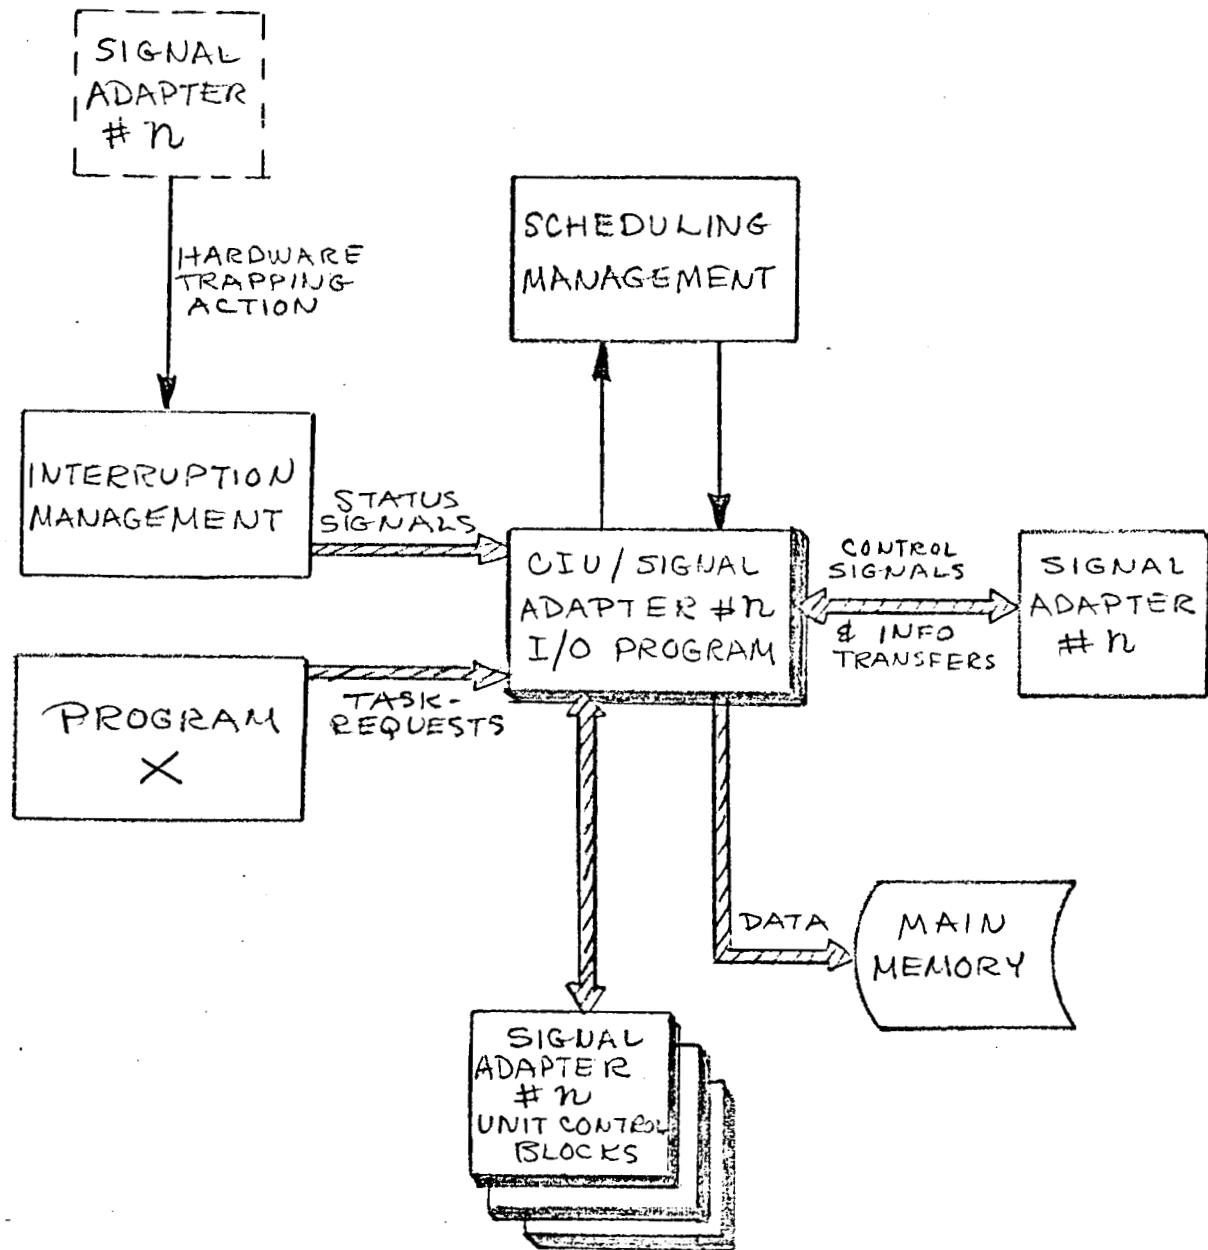 SIGNAL
ADAPTER
# n
HARDWARE
TRAPPING
ACTION
SCHEDULING
MANAGEMENT
INTERRUPTION
MANAGEMENT
STATUS
SIGNALS
CIU/SIGNAL
ADAPTER #n
I/O PROGRAM
CONTROL
SIGNALS
& INFO
TRANSFERS
SIGNAL
ADAPTER
# n
PROGRAM
X
TASK-
REQUESTS
DATA
MAIN
MEMORY
SIGNAL
ADAPTER
# n
UNIT CONTROL
BLOCKS